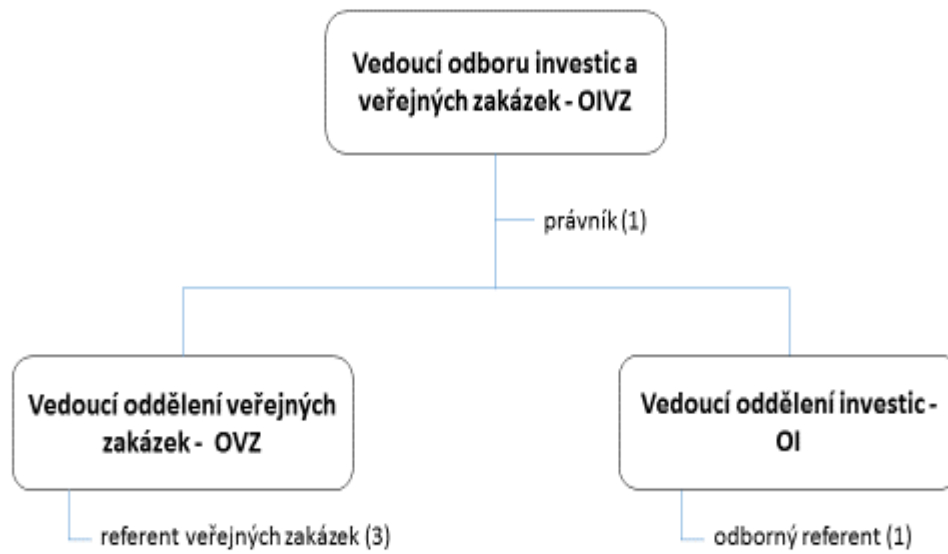 Vedoucí odboru investic a
veřejných zakázek - OIVZ
právník (1)
Vedoucí oddělení veřejných
zakázek - OVZ
Vedoucí oddělení investic -
OI
referent veřejných zakázek (3)
odborný referent (1)